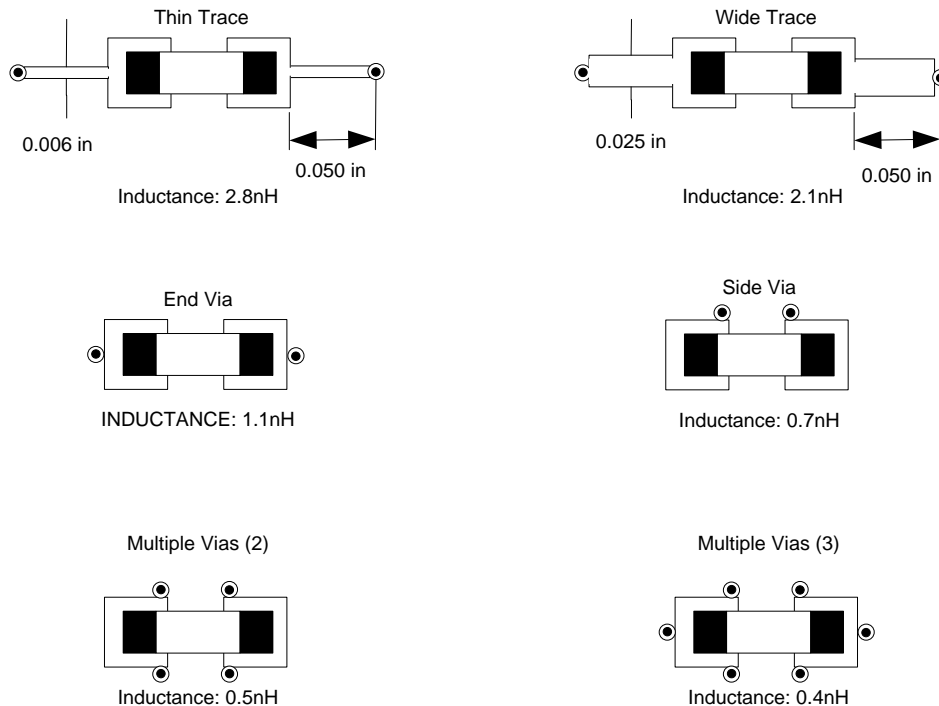 Thin Trace
Wide Trace
0.006 in
0.050 in
0.025 in
0.050 in
Inductance: 2.8nH
Inductance: 2.1nH
End Via
Side Via
INDUCTANCE: 1.1nH
Inductance: 0.7nH
Multiple Vias (2)
Multiple Vias (3)
Inductance: 0.5nH
Inductance: 0.4nH